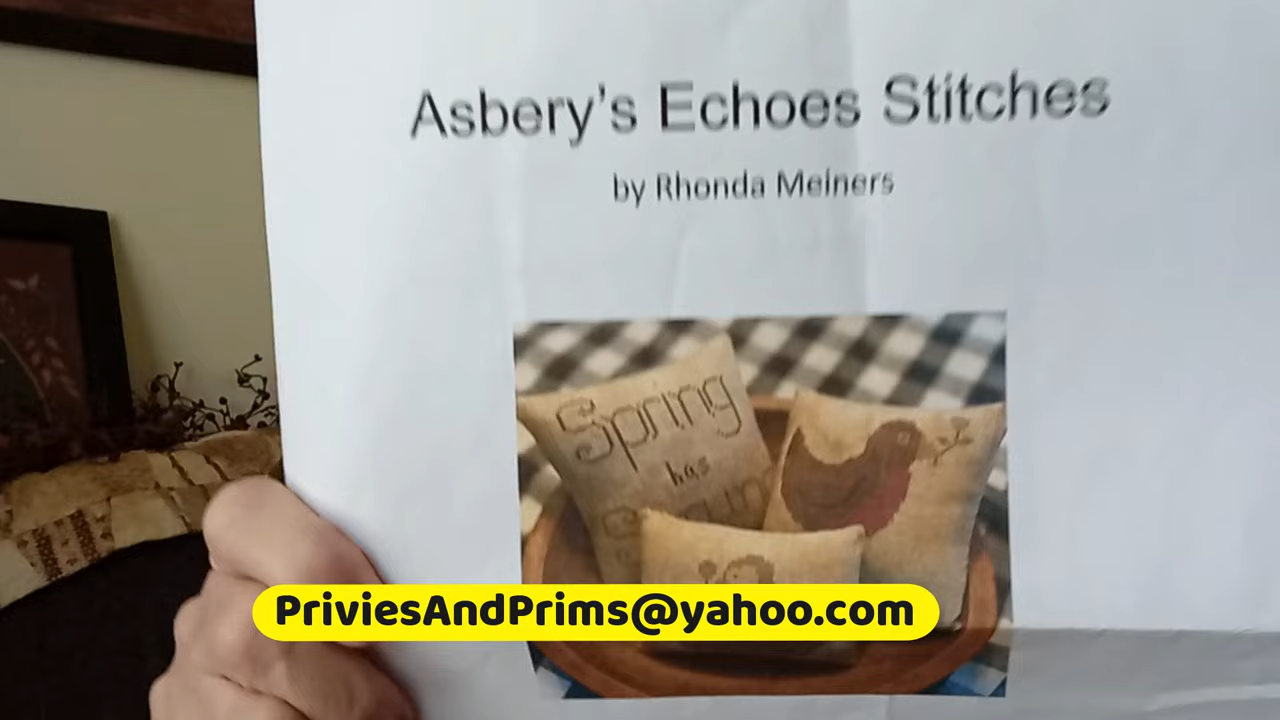 Asbery's Echoes Stitches
by Rhonda Meiners
Spring
has
PriviesAndPrims@yahoo.com